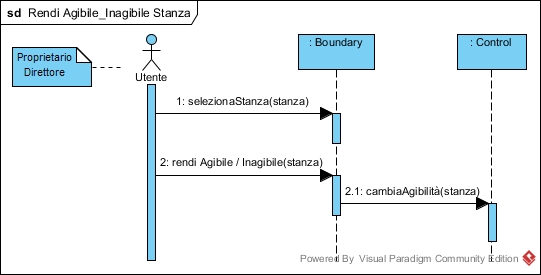 sd Rendi Agibile_Inagibile Stanza
Proprietario
Direttore
Utente
: Boundary
: Control
1: selezionaStanza(stanza)
2: rendi Agibile / Inagibile(stanza)
2.1: cambiaAgibilità(stanza)
Powered By Visual Paradigm Community Edition